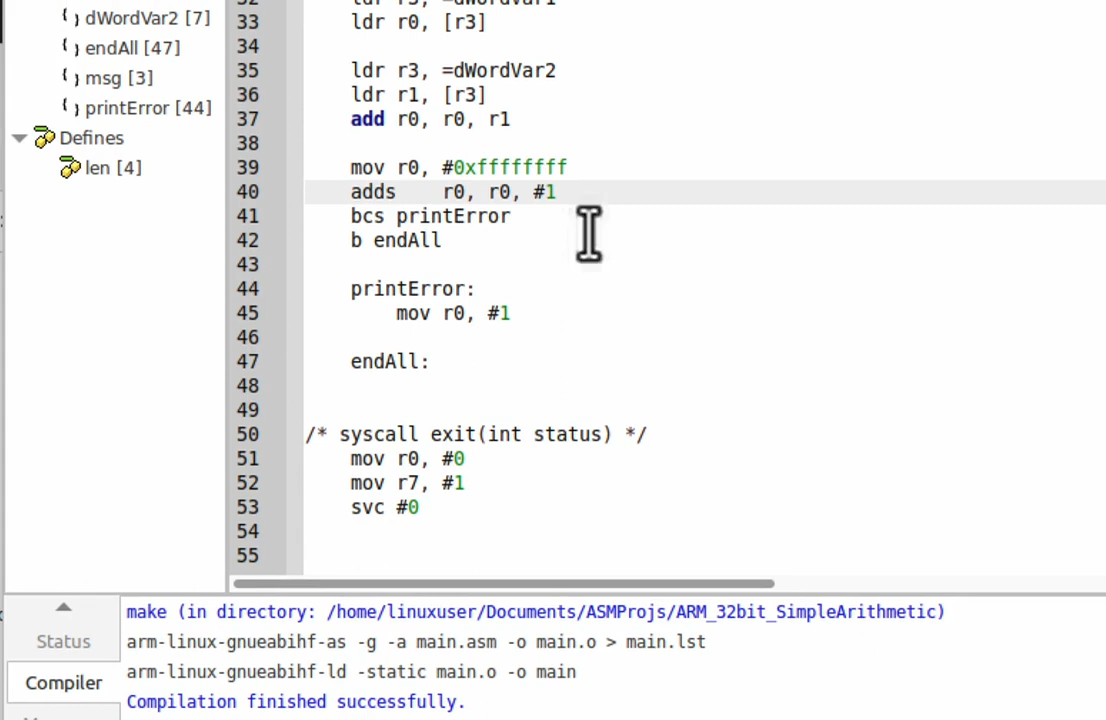 dWordVar2 [7]
endAll [47]
msg [3]
printError [44]
Defines
len [4]
32 ldr r3, =dWordVar1
33 ldr r0, [r3]
34
35 ldr r3, =dWordVar2
36 ldr r1, [r3]
37 add r0, r0, r1
38
39 mov r0, #0xffffffff
40 adds r0, r0, #1
41 bcs printError
42 b endAll
43
44 printError:
45 mov r0, #1
46
47 endAll:
48
49
50 /* syscall exit(int status) */
51 mov r0, #0
52 mov r7, #1
53 svc #0
54
55
Status
Compiler
make (in directory: /home/linuxuser/Documents/ASMProjs/ARM_32bit_SimpleArithmetic)
arm-linux-gnueabihf-as -g -a main.asm -o main.o > main.lst
arm-linux-gnueabihf-ld -static main.o -o main
Compilation finished successfully.